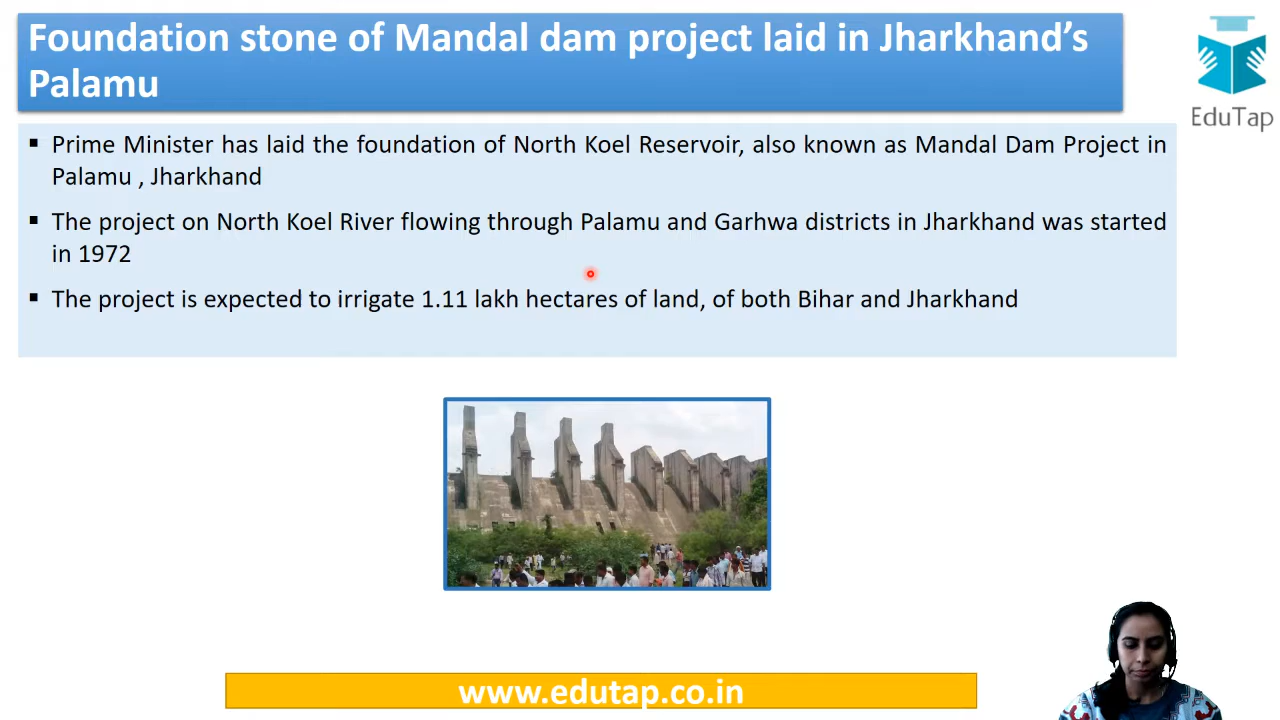 Foundation stone of Mandal dam project laid in Jharkhand’s
Palamu
EduTap
▪ Prime Minister has laid the foundation of North Koel Reservoir, also known as Mandal Dam Project in
Palamu , Jharkhand
▪ The project on North Koel River flowing through Palamu and Garhwa districts in Jharkhand was started
in 1972
▪ The project is expected to irrigate 1.11 lakh hectares of land, of both Bihar and Jharkhand
www.edutap.co.in